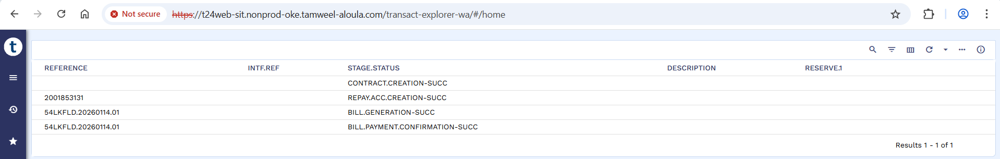 Not secure https://t24web-sit.nonprod-oke.tamweel-aloula.com/transact-explorer-wa/#/home
t
REFERENCE INTF.REF STAGE.STATUS DESCRIPTION RESERVE.1
CONTRACT.CREATION-SUCC
2001853131 REPAY.ACC.CREATION-SUCC
54LKFLD.20260114.01 BILL.GENERATION-SUCC
54LKFLD.20260114.01 BILL.PAYMENT.CONFIRMATION-SUCC
Results 1 - 1 of 1